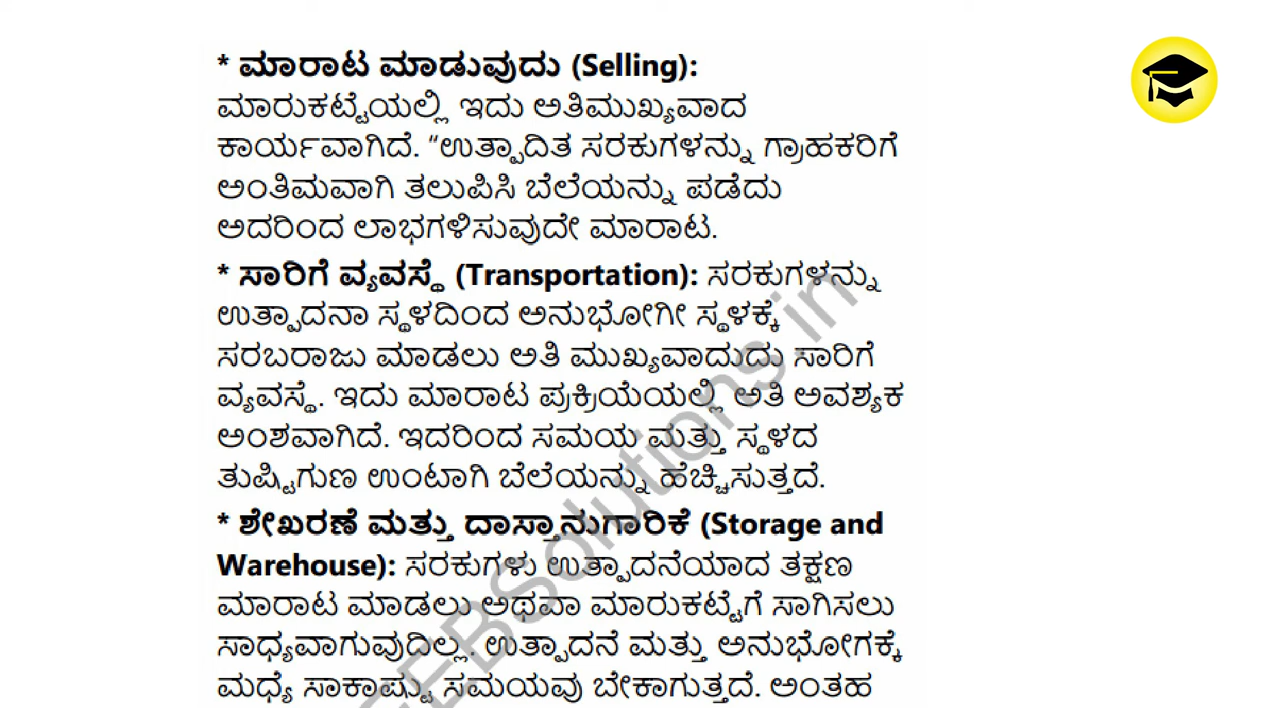 * ಮಾರಾಟ ಮಾಡುವುದು (Selling):
ಮಾರುಕಟ್ಟೆಯಲ್ಲಿ ಇದು ಅತಿಮುಖ್ಯವಾದ
ಕಾರ್ಯವಾಗಿದೆ. “ಉತ್ಪಾದಿತ ಸರಕುಗಳನ್ನು ಗ್ರಾಹಕರಿಗೆ
ಅಂತಿಮವಾಗಿ ತಲುಪಿಸಿ ಬೆಲೆಯನ್ನು ಪಡೆದು
ಅದರಿಂದ ಲಾಭಗಳಿಸುವುದೇ ಮಾರಾಟ.
* ಸಾರಿಗೆ ವ್ಯವಸ್ಥೆ (Transportation): ಸರಕುಗಳನ್ನು
ಉತ್ಪಾದನಾ ಸ್ಥಳದಿಂದ ಅನುಭೋಗೀ ಸ್ಥಳಕ್ಕೆ
ಸರಬರಾಜು ಮಾಡಲು ಅತಿ ಮುಖ್ಯವಾದುದು ಸಾರಿಗೆ
ವ್ಯವಸ್ಥೆ. ಇದು ಮಾರಾಟ ಪ್ರಕ್ರಿಯೆಯಲ್ಲಿ ಅತಿ ಅವಶ್ಯಕ
ಅಂಶವಾಗಿದೆ. ಇದರಿಂದ ಸಮಯ ಮತ್ತು ಸ್ಥಳದ
ತುಷ್ಟಿಗುಣ ಉಂಟಾಗಿ ಬೆಲೆಯನ್ನು ಹೆಚ್ಚಿಸುತ್ತದೆ.
* ಶೇಖರಣೆ ಮತ್ತು ದಾಸ್ತಾನುಗಾರಿಕೆ (Storage and
Warehouse): ಸರಕುಗಳು ಉತ್ಪಾದನೆಯಾದ ತಕ್ಷಣ
ಮಾರಾಟ ಮಾಡಲು ಅಥವಾ ಮಾರುಕಟ್ಟೆಗೆ ಸಾಗಿಸಲು
ಸಾಧ್ಯವಾಗುವುದಿಲ್ಲ. ಉತ್ಪಾದನೆ ಮತ್ತು ಅನುಭೋಗಕ್ಕೆ
ಮಧ್ಯೆ ಸಾಕಾಷ್ಟು ಸಮಯವು ಬೇಕಾಗುತ್ತದೆ. ಅಂತಹ